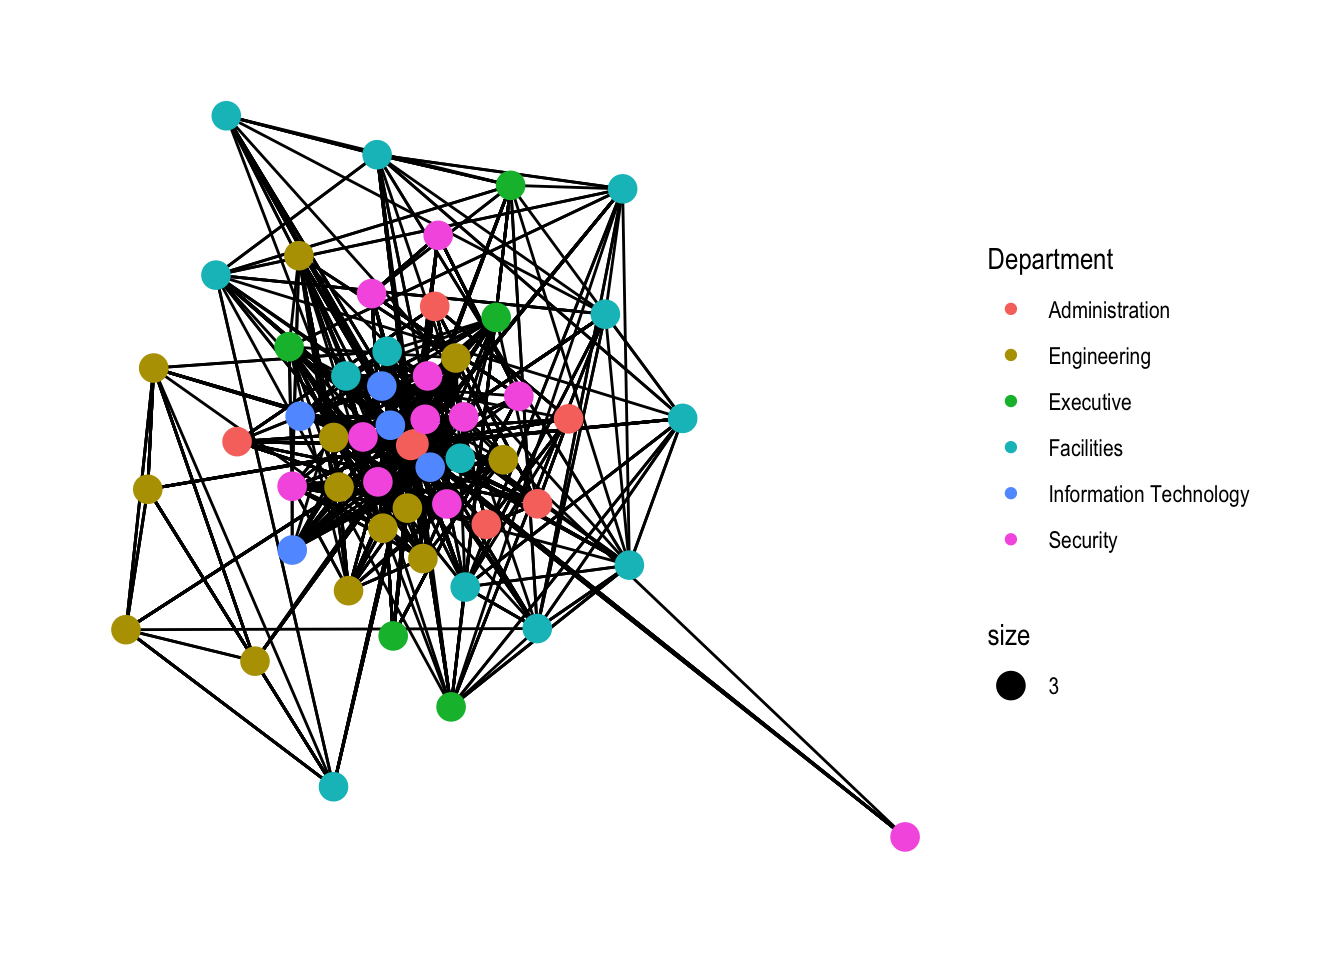 Department
Administration
Engineering
Executive
Facilities
Information Technology
Security
size
3